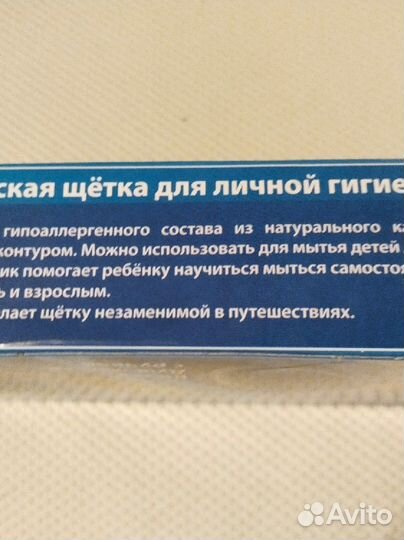 ская щётка для личной гигие
гипоаллергенного состава из натурального ка
контуром. Можно использовать для мытья детей
ик помогает ребёнку научиться мыться самосто
ь и взрослым.
лает щётку незаменимой в путешествиях.
Avito